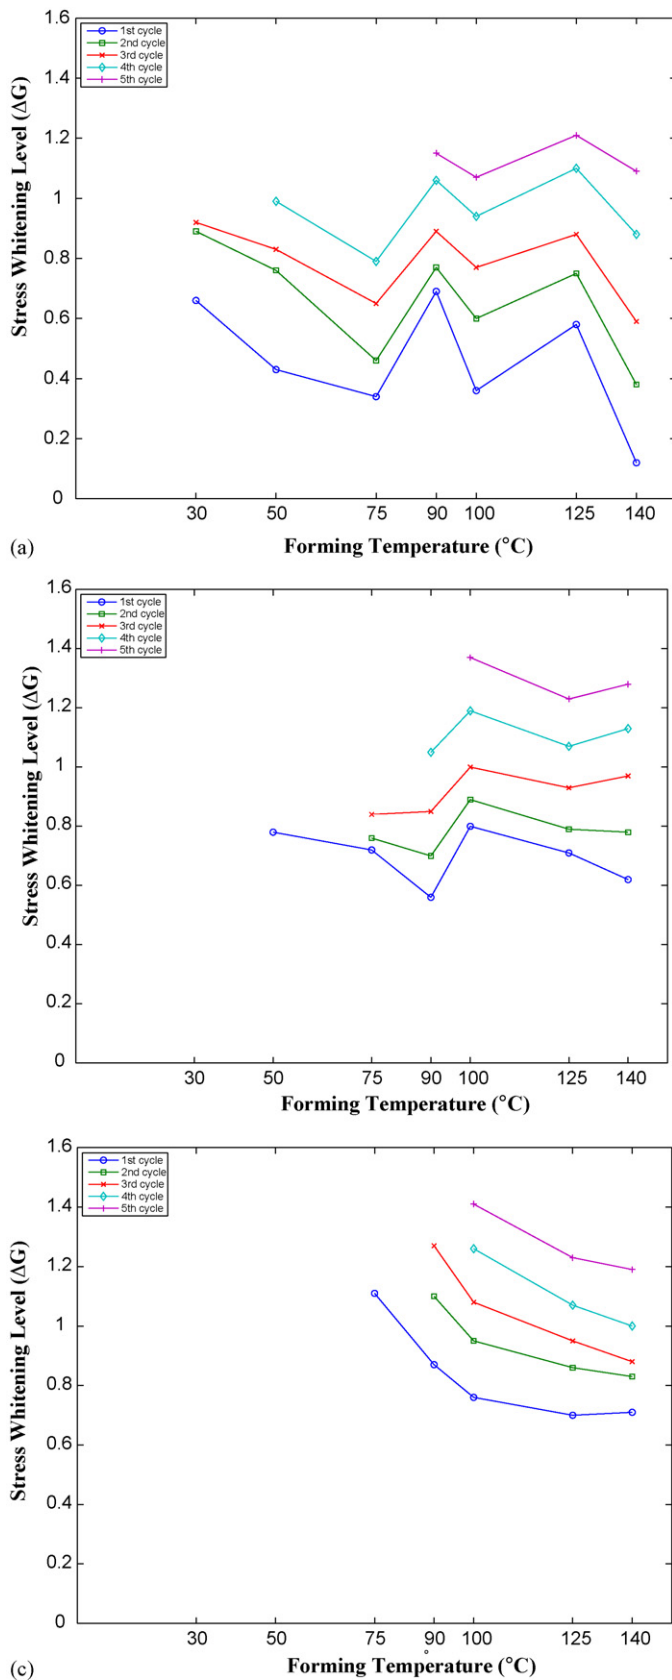 1.6
1.4
1.2
1
0.8
0.6
0.4
0.2
0
Stress Whitening Level (ΔG)
1st cycle
2nd cycle
3rd cycle
4th cycle
5th cycle
30 50 75 90 100 125 140
(a) Forming Temperature (°C)
1.6
1.4
1.2
1
0.8
0.6
0.4
0.2
0
Stress Whitening Level (ΔG)
1st cycle
2nd cycle
3rd cycle
4th cycle
5th cycle
30 50 75 90 100 125 140
Forming Temperature (°C)
1.6
1.4
1.2
1
0.8
0.6
0.4
0.2
0
Stress Whitening Level (ΔG)
1st cycle
2nd cycle
3rd cycle
4th cycle
5th cycle
30 50 75 90 100 125 140
(c) Forming Temperature (°C)